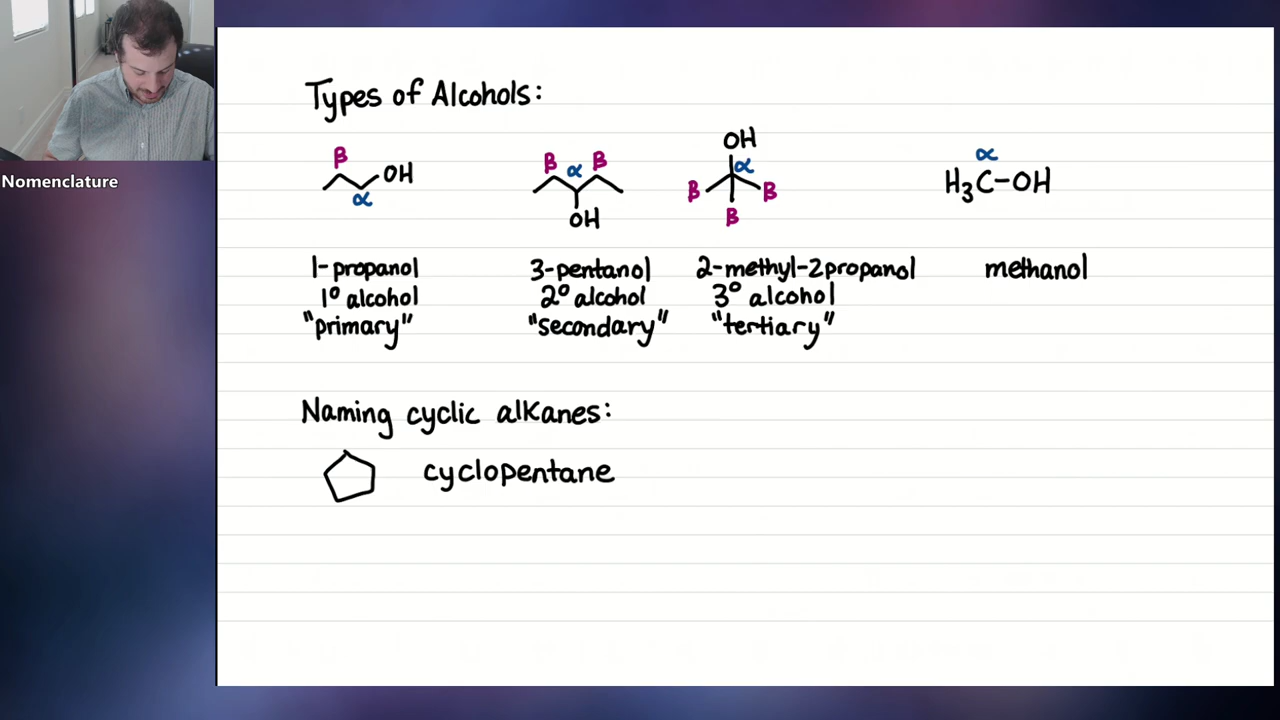 Nomenclature
Types of Alcohols:
β OH α
β α β OH
OH α β β β
α H₃C-OH
1-propanol 3-pentanol 2-methyl-2propanol methanol
1° alcohol 2° alcohol 3° alcohol
"primary" "secondary" "tertiary"
Naming cyclic alkanes:
cyclopentane